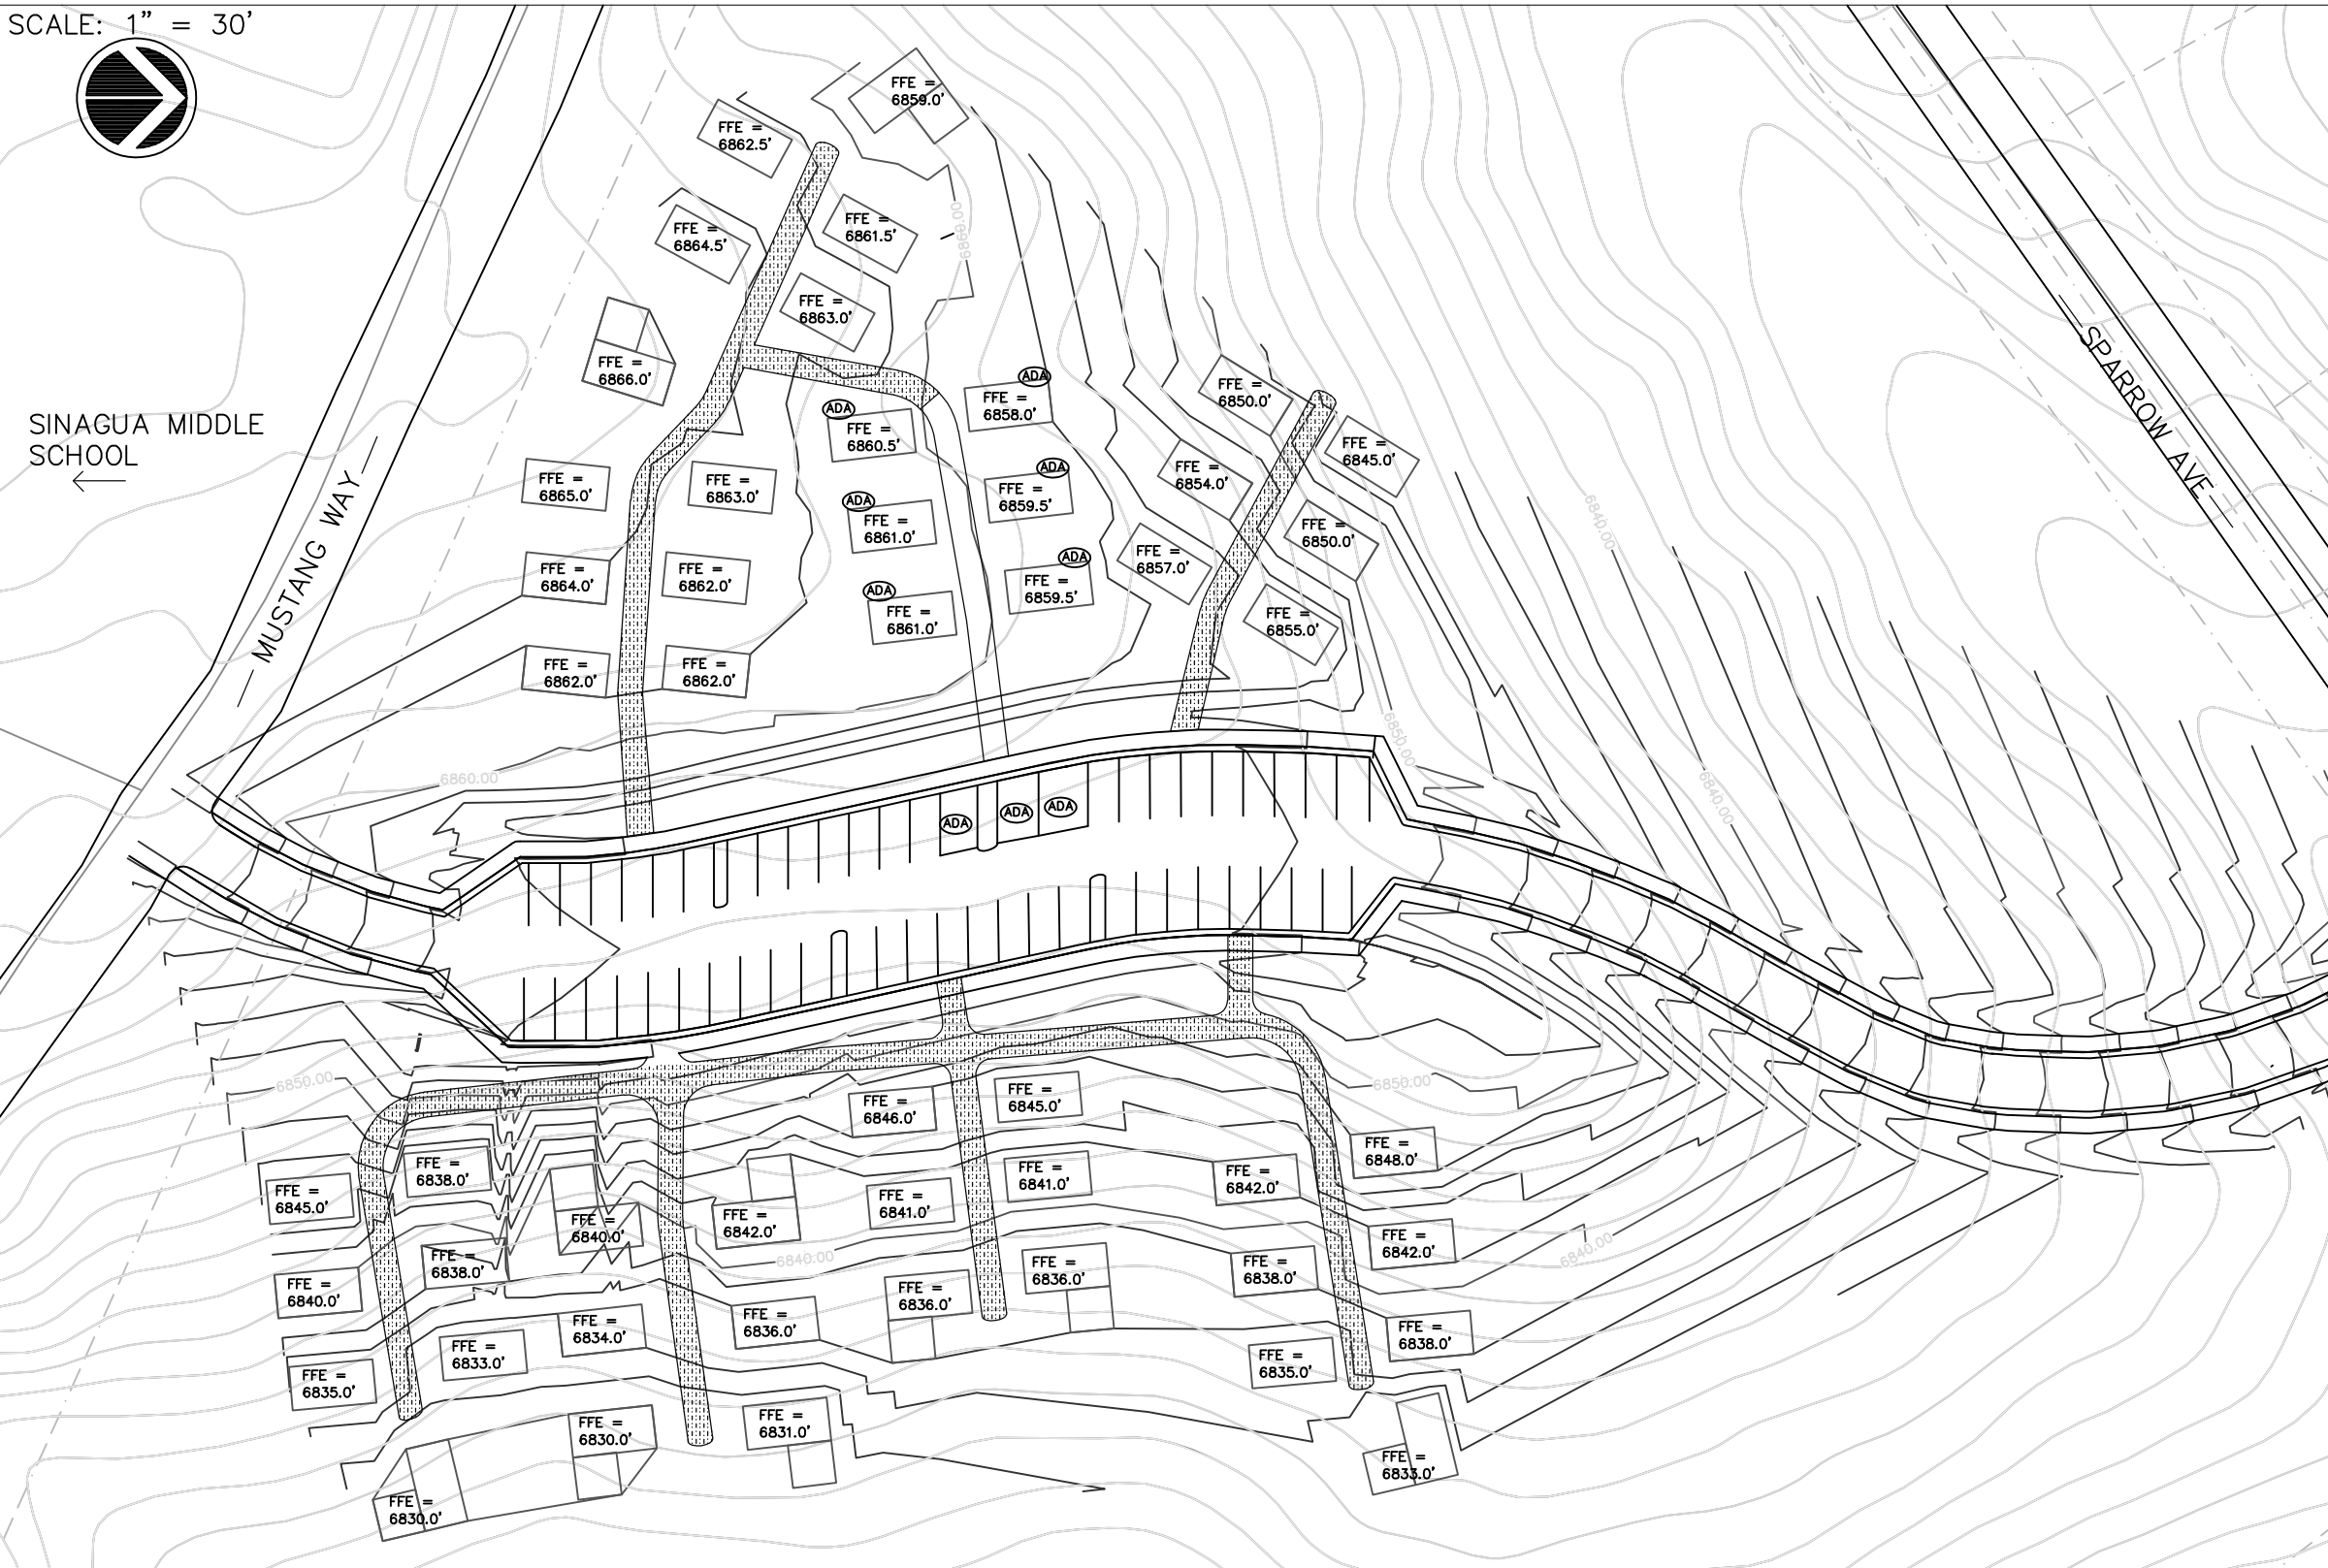 SCALE: 1" = 30'
FFE =
6859.0'
FFE =
6862.5'
FFE =
6864.5'
FFE =
6861.5'
6860.00
FFE =
6863.0'
FFE =
6866.0'
SINAGUA MIDDLE
SCHOOL
MUSTANG WAY
SPARROW AVE
ADA
FFE =
6858.0'
ADA
FFE =
6860.5'
FFE =
6850.0'
FFE =
6845.0'
FFE =
6865.0'
FFE =
6863.0'
ADA
FFE =
6861.0'
ADA
FFE =
6859.5'
FFE =
6854.0'
FFE =
6850.0'
6840.00
FFE =
6864.0'
FFE =
6862.0'
ADA
FFE =
6861.0'
ADA
FFE =
6859.5'
FFE =
6857.0'
FFE =
6855.0'
FFE =
6862.0'
FFE =
6862.0'
6850.00
6860.00
6840.00
ADA
ADA
ADA
6850.00
6850.00
FFE =
6846.0'
FFE =
6845.0'
FFE =
6848.0'
FFE =
6845.0'
FFE =
6838.0'
FFE =
6840.0'
FFE =
6842.0'
FFE =
6841.0'
FFE =
6841.0'
FFE =
6842.0'
FFE =
6842.0'
6840.00
6840.00
FFE =
6840.0'
FFE =
6838.0'
FFE =
6836.0'
FFE =
6836.0'
FFE =
6838.0'
FFE =
6838.0'
FFE =
6835.0'
FFE =
6833.0'
FFE =
6834.0'
FFE =
6836.0'
FFE =
6835.0'
FFE =
6830.0'
FFE =
6830.0'
FFE =
6831.0'
FFE =
6833.0'